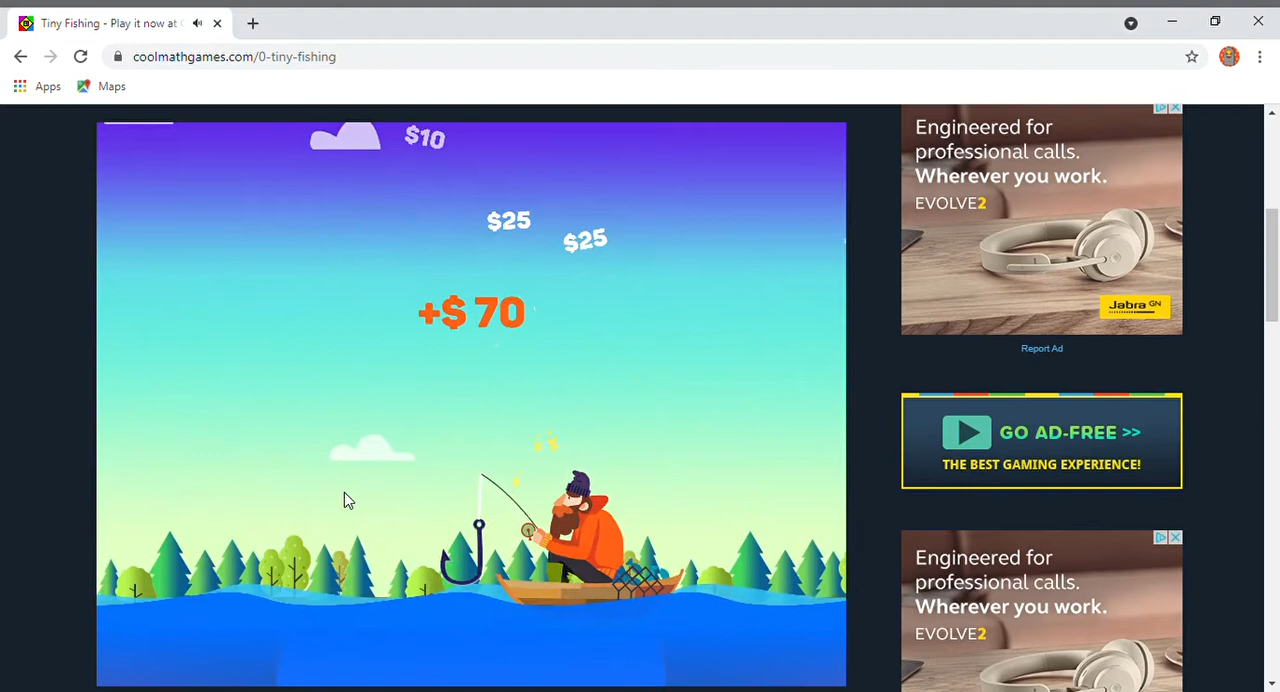 Tiny Fishing - Play it now at
coolmathgames.com/0-tiny-fishing
Apps
Maps
$10
$25
$25
+$ 70
Engineered for
professional calls.
Wherever you work.
EVOLVE2
Jabra GN
Report Ad
GO AD-FREE >>
THE BEST GAMING EXPERIENCE!
Engineered for
professional calls.
Wherever you work.
EVOLVE2